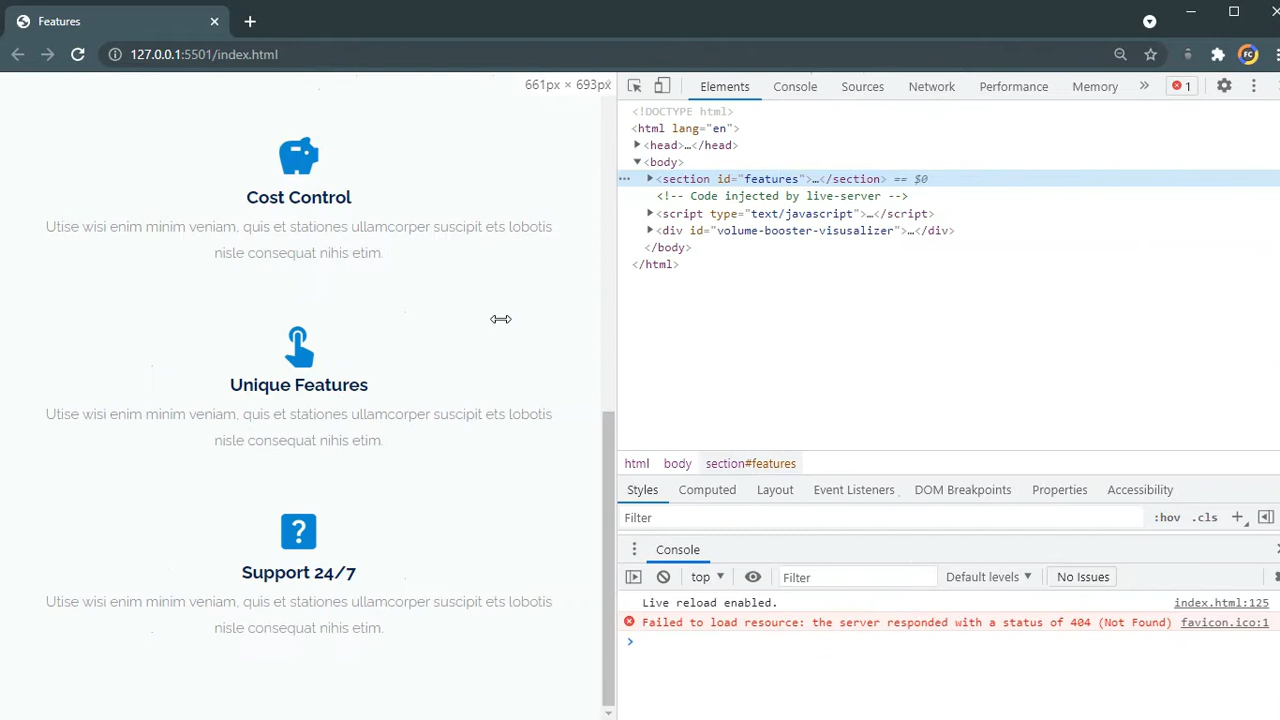 Features
127.0.0.1:5501/index.html
661px × 693px
Elements Console Sources Network Performance Memory » 1
<!DOCTYPE html>
<html lang="en">
<head>…</head>
<body>
<section id="features">…</section> == $0
<!-- Code injected by live-server -->
<script type="text/javascript">…</script>
<div id="volume-booster-visusalizer">…</div>
</body>
</html>
Cost Control
Utise wisi enim minim veniam, quis et stationes ullamcorper suscipit ets lobotis
nisle consequat nihis etim.
Unique Features
Utise wisi enim minim veniam, quis et stationes ullamcorper suscipit ets lobotis
nisle consequat nihis etim.
?
Support 24/7
Utise wisi enim minim veniam, quis et stationes ullamcorper suscipit ets lobotis
nisle consequat nihis etim.
html body section#features
Styles Computed Layout Event Listeners DOM Breakpoints Properties Accessibility
Filter :hov .cls +
Console
top Filter Default levels No Issues
Live reload enabled. index.html:125
Failed to load resource: the server responded with a status of 404 (Not Found) favicon.ico:1
FC